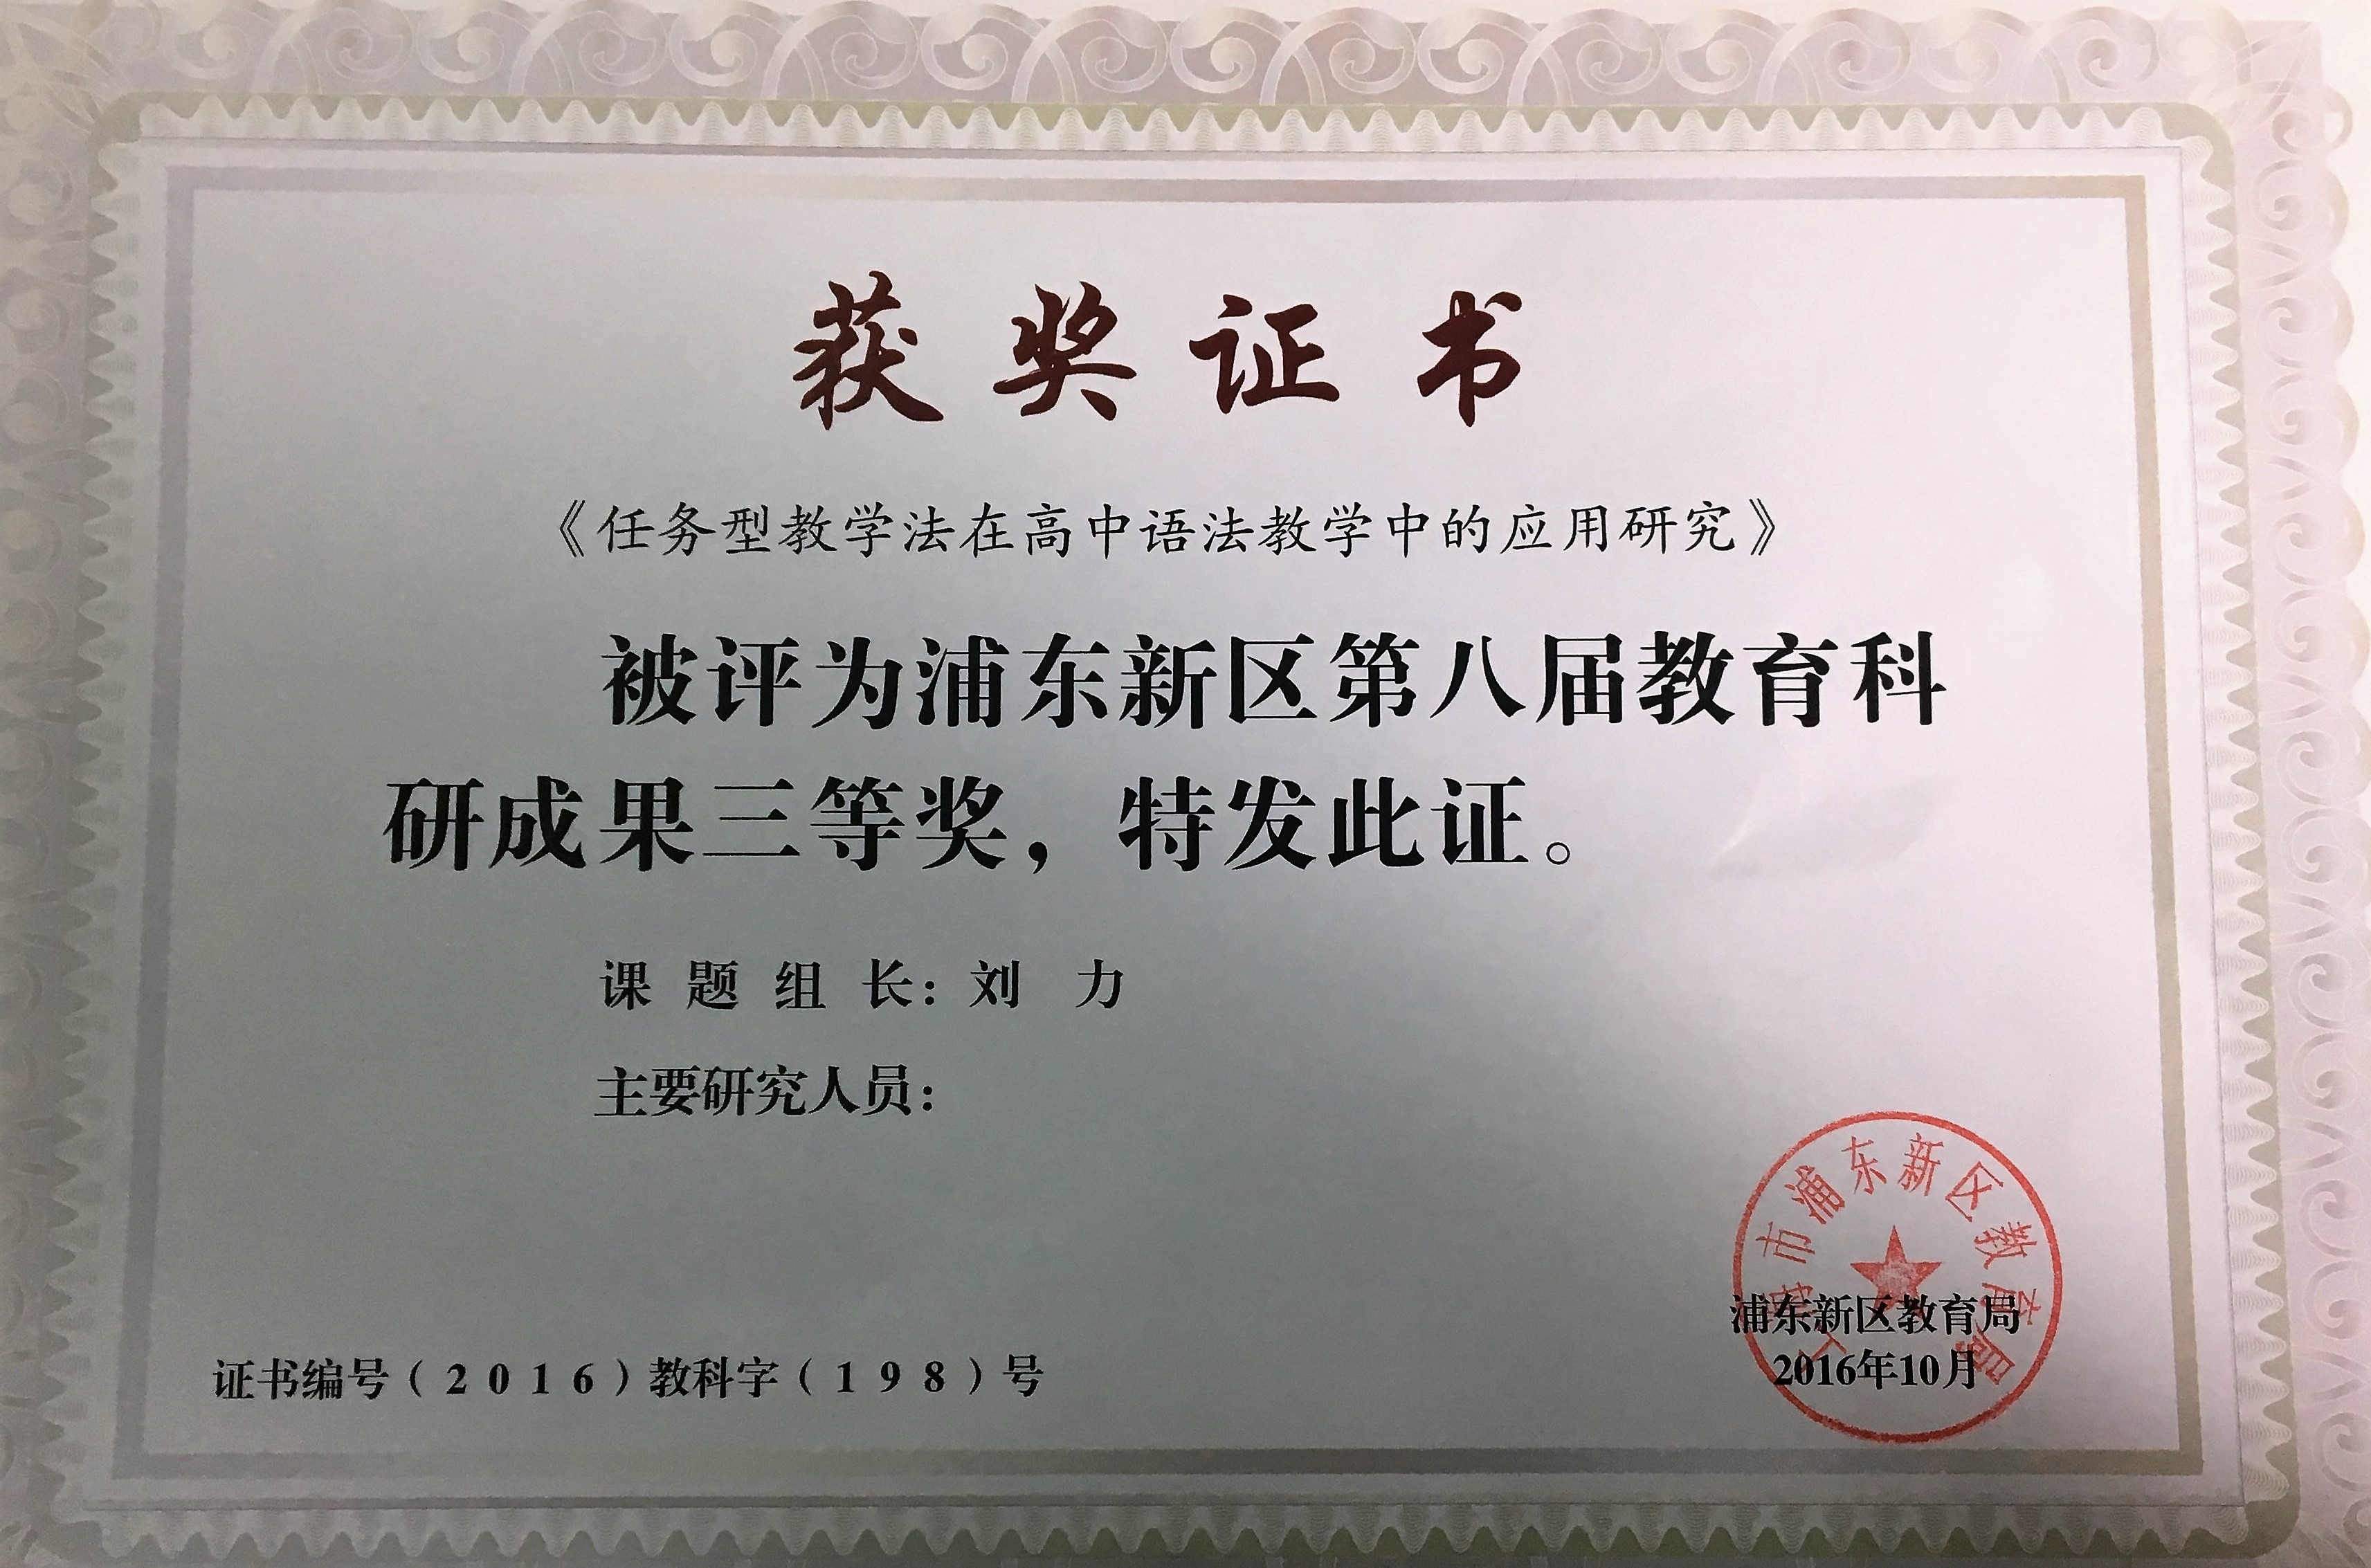 获奖证书
《任务型教学法在高中语法教学中的应用研究》
被评为浦东新区第八届教育科
研成果三等奖，特发此证。
课题组长：刘 力
主要研究人员：
上海市浦东新区教育局
浦东新区教育局
2016年10月
证书编号（2016）教科字（198）号